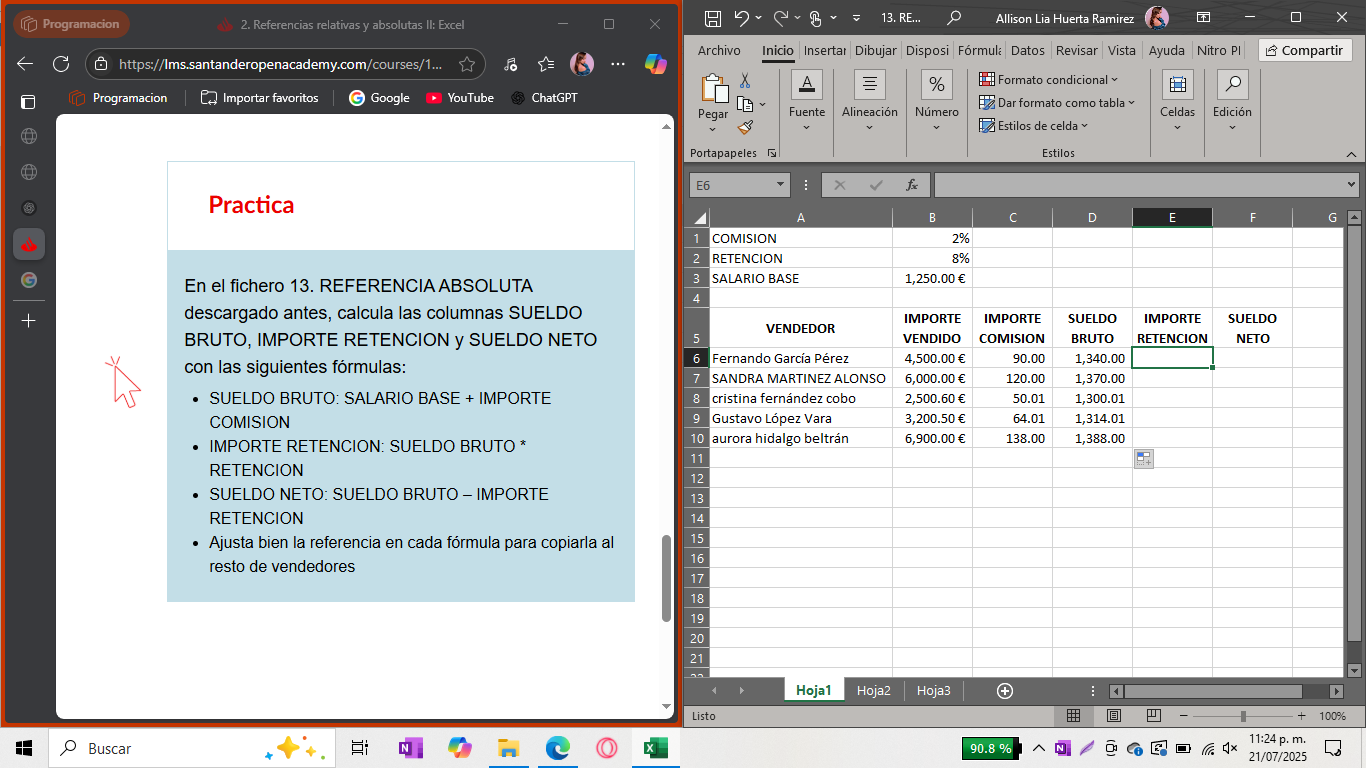 Programacion
2. Referencias relativas y absolutas II: Excel
https://lms.santanderopenacademy.com/courses/1...
Programacion
Importar favoritos
Google
YouTube
ChatGPT
Practica
En el fichero 13. REFERENCIA ABSOLUTA
descargado antes, calcula las columnas SUELDO
BRUTO, IMPORTE RETENCION y SUELDO NETO
con las siguientes fórmulas:
SUELDO BRUTO: SALARIO BASE + IMPORTE
COMISION
IMPORTE RETENCION: SUELDO BRUTO *
RETENCION
SUELDO NETO: SUELDO BRUTO – IMPORTE
RETENCION
Ajusta bien la referencia en cada fórmula para copiarla al
resto de vendedores
13. RE...
Allison Lia Huerta Ramirez
Archivo Inicio Insertar Dibujar Disposi Fórmula Datos Revisar Vista Ayuda Nitro Pl Compartir
Pegar
Portapapeles
Fuente
Alineación
%
Número
Formato condicional
Dar formato como tabla
Estilos de celda
Estilos
Celdas
Edición
E6
fx
A B C D E F G
1 COMISION 2%
2 RETENCION 8%
3 SALARIO BASE 1,250.00 €
4
5 VENDEDOR IMPORTE VENDIDO IMPORTE COMISION SUELDO BRUTO IMPORTE RETENCION SUELDO NETO
6 Fernando García Pérez 4,500.00 € 90.00 1,340.00
7 SANDRA MARTINEZ ALONSO 6,000.00 € 120.00 1,370.00
8 cristina fernández cobo 2,500.60 € 50.01 1,300.01
9 Gustavo López Vara 3,200.50 € 64.01 1,314.01
10 aurora hidalgo beltrán 6,900.00 € 138.00 1,388.00
11
12
13
14
15
16
17
18
19
20
21
Hoja1 Hoja2 Hoja3
Listo
100%
Buscar
90.8 %
11:24 p. m.
21/07/2025